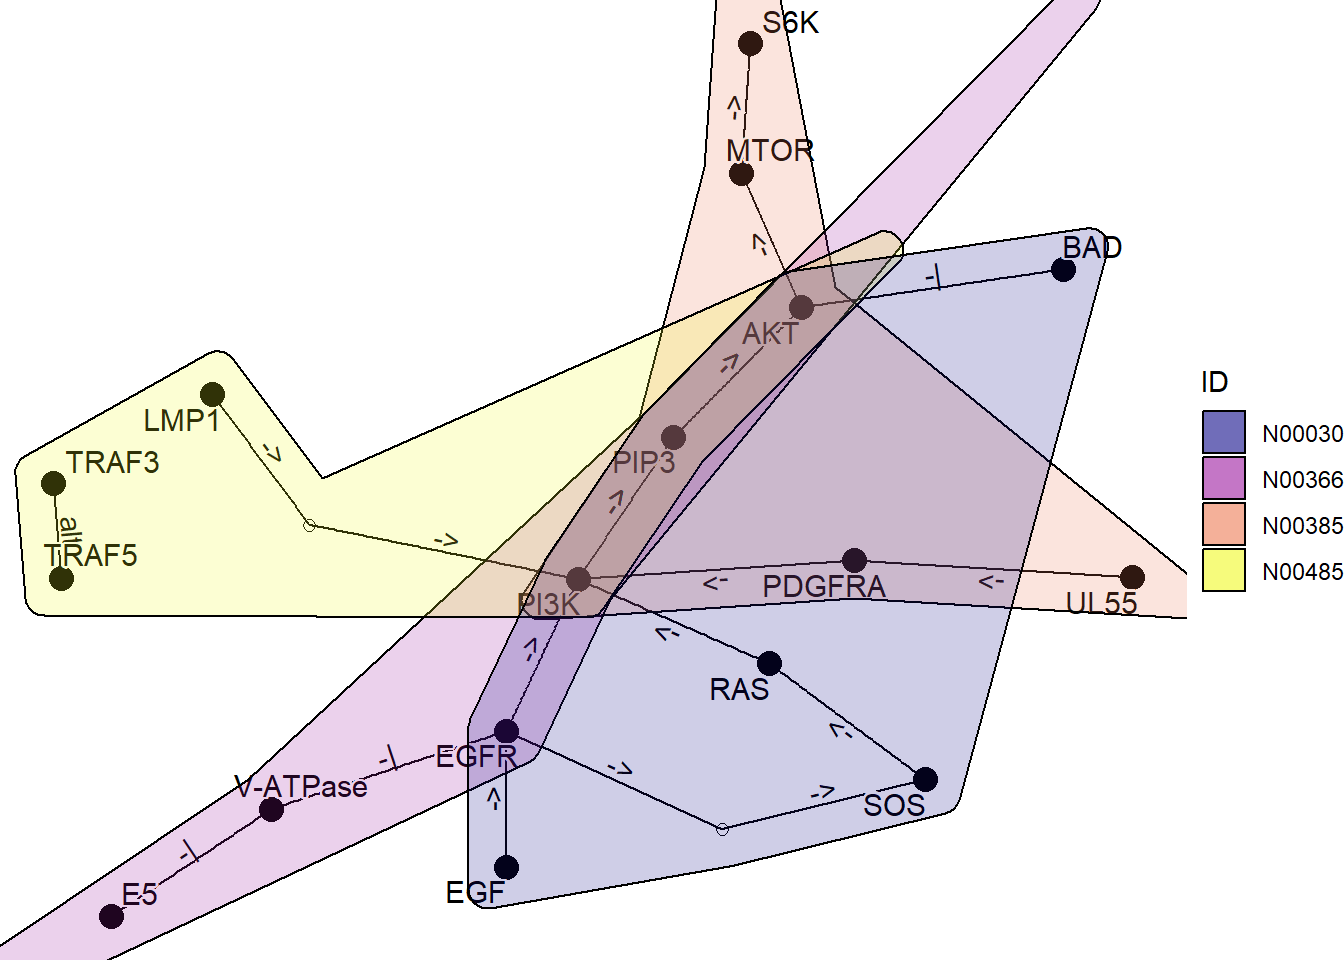 S6K
->
MTOR
->
BAD
-|
AKT
->
ID
LMP1
N00030
->
TRAF3
PIP3
N00366
->
all
->
N00385
TRAF5
->
PDGFRA
->
N00485
PI3K
UL55
->
->
RAS
->
EGFR
-|
->
V-ATPase
->
->
SOS
-|
E5
EGF